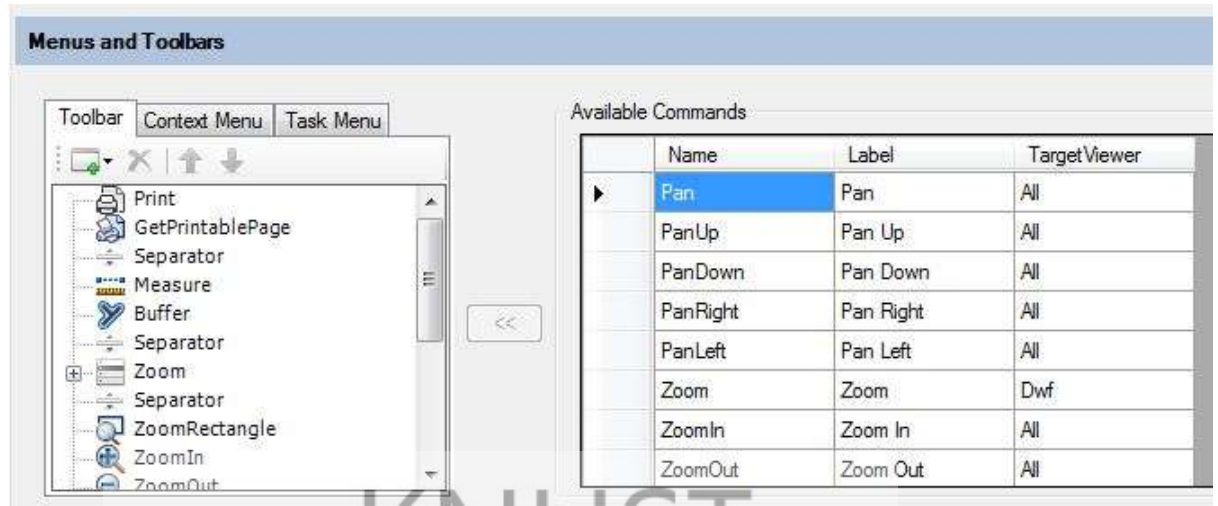 Menus and Toolbars
Toolbar Context Menu Task Menu
Print
GetPrintablePage
Separator
Measure
Buffer
Separator
Zoom
Separator
ZoomRectangle
ZoomIn
ZoomOut
<<
Available Commands
Name Label TargetViewer
Pan Pan All
PanUp Pan Up All
PanDown Pan Down All
PanRight Pan Right All
PanLeft Pan Left All
Zoom Zoom Dwf
ZoomIn Zoom In All
ZoomOut Zoom Out All
KNUST